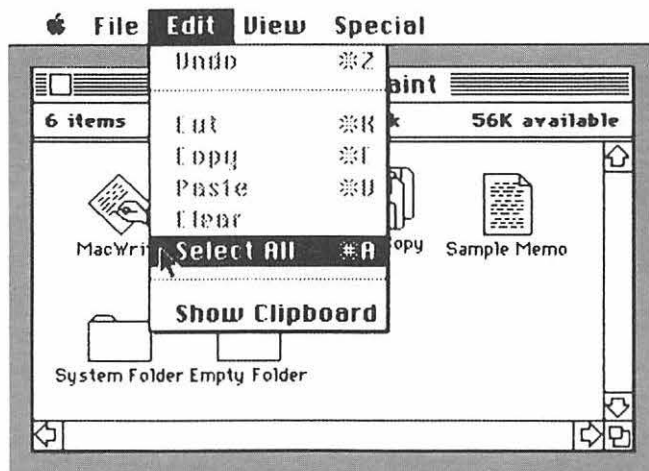 File Edit View Special
Undo ⌘Z
aint
6 items
k
56K available
Cut ⌘X
Copy ⌘C
Paste ⌘V
Clear
Select All ⌘A
MacWri
opy
Sample Memo
Show Clipboard
System Folder
Empty Folder